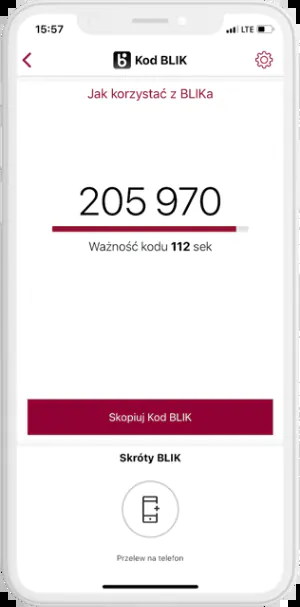 15:57 LTE
Kod BLIK
Jak korzystać z BLIKa
205 970
Ważność kodu 112 sek
Skopiuj Kod BLIK
Skróty BLIK
Przelew na telefon